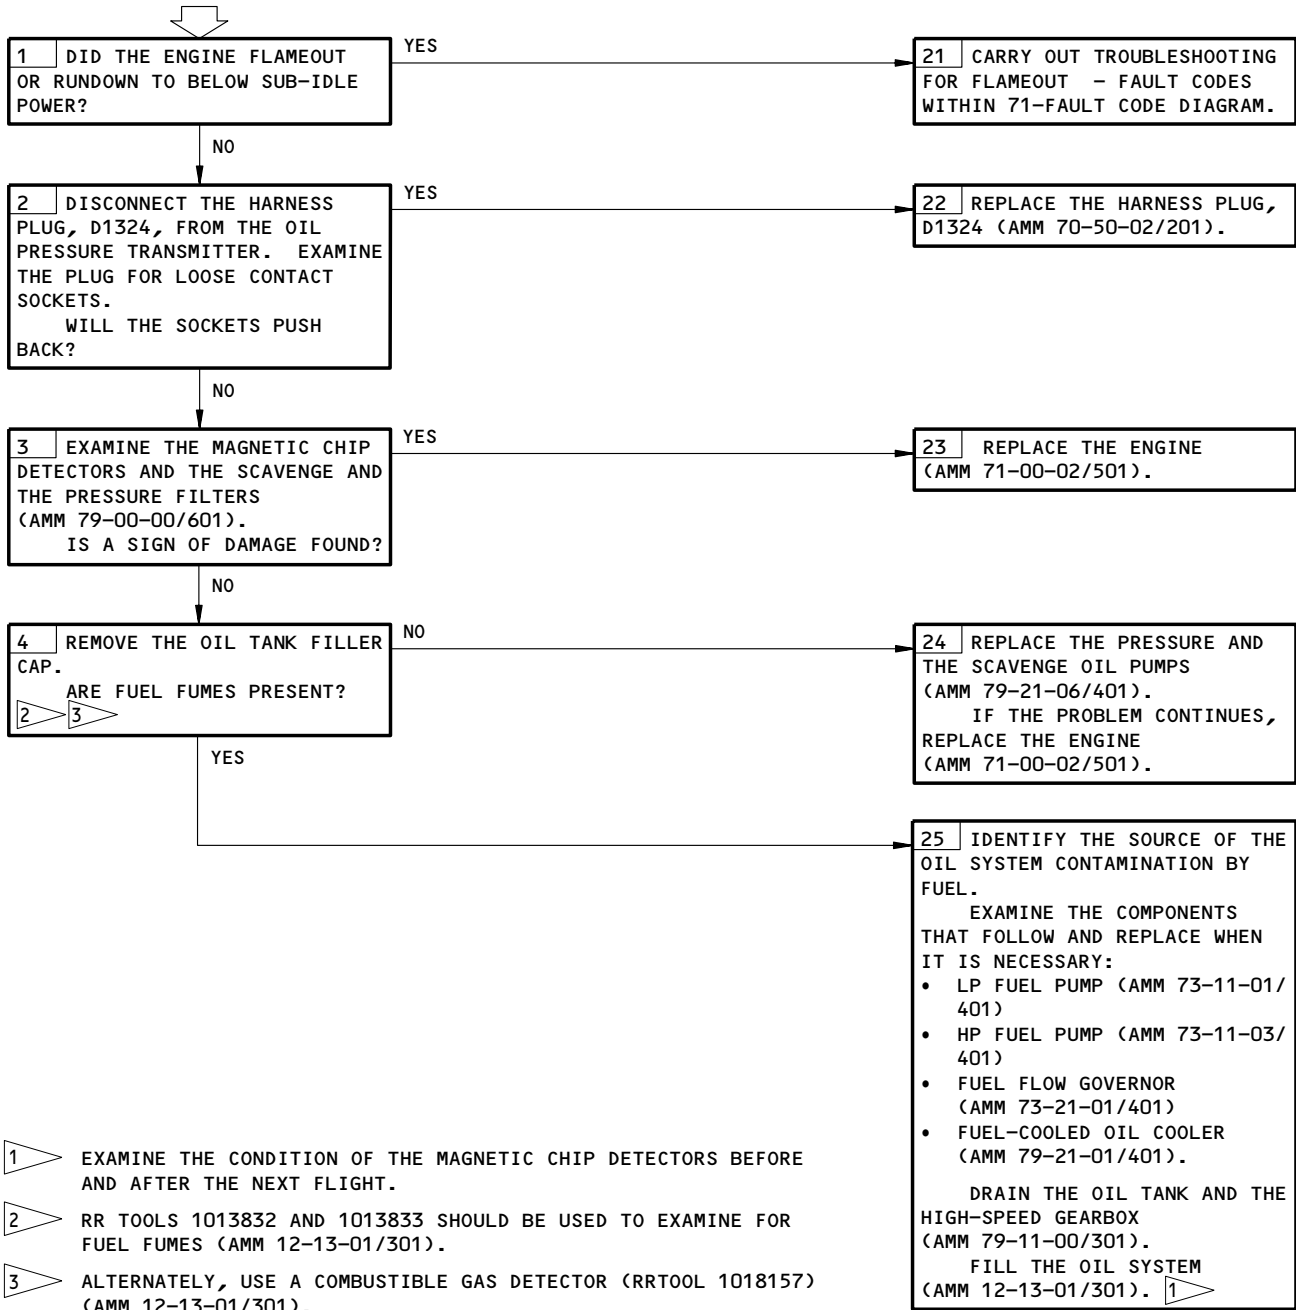 1 DID THE ENGINE FLAMEOUT
OR RUNDOWN TO BELOW SUB-IDLE
POWER?
YES
21 CARRY OUT TROUBLESHOOTING
FOR FLAMEOUT - FAULT CODES
WITHIN 71-FAULT CODE DIAGRAM.
NO
2 DISCONNECT THE HARNESS
PLUG, D1324, FROM THE OIL
PRESSURE TRANSMITTER. EXAMINE
THE PLUG FOR LOOSE CONTACT
SOCKETS.
WILL THE SOCKETS PUSH
BACK?
YES
22 REPLACE THE HARNESS PLUG,
D1324 (AMM 70-50-02/201).
NO
3 EXAMINE THE MAGNETIC CHIP
DETECTORS AND THE SCAVENGE AND
THE PRESSURE FILTERS
(AMM 79-00-00/601).
IS A SIGN OF DAMAGE FOUND?
YES
23 REPLACE THE ENGINE
(AMM 71-00-02/501).
NO
4 REMOVE THE OIL TANK FILLER
CAP.
ARE FUEL FUMES PRESENT?
2 3
NO
24 REPLACE THE PRESSURE AND
THE SCAVENGE OIL PUMPS
(AMM 79-21-06/401).
IF THE PROBLEM CONTINUES,
REPLACE THE ENGINE
(AMM 71-00-02/501).
YES
25 IDENTIFY THE SOURCE OF THE
OIL SYSTEM CONTAMINATION BY
FUEL.
EXAMINE THE COMPONENTS
THAT FOLLOW AND REPLACE WHEN
IT IS NECESSARY:
• LP FUEL PUMP (AMM 73-11-01/
401)
• HP FUEL PUMP (AMM 73-11-03/
401)
• FUEL FLOW GOVERNOR
(AMM 73-21-01/401)
• FUEL-COOLED OIL COOLER
(AMM 79-21-01/401).
DRAIN THE OIL TANK AND THE
HIGH-SPEED GEARBOX
(AMM 79-11-00/301).
FILL THE OIL SYSTEM
(AMM 12-13-01/301). 1
1 EXAMINE THE CONDITION OF THE MAGNETIC CHIP DETECTORS BEFORE
AND AFTER THE NEXT FLIGHT.
2 RR TOOLS 1013832 AND 1013833 SHOULD BE USED TO EXAMINE FOR
FUEL FUMES (AMM 12-13-01/301).
3 ALTERNATELY, USE A COMBUSTIBLE GAS DETECTOR (RRTOOL 1018157)
(AMM 12-13-01/301).